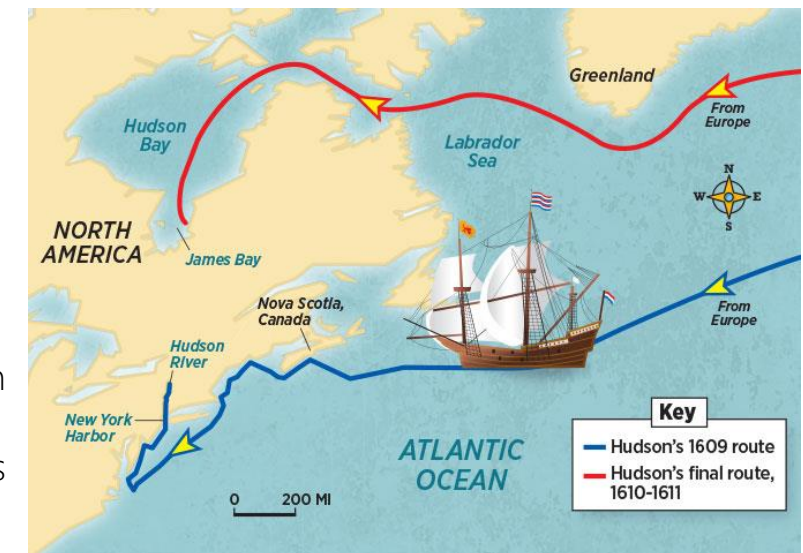 Greenland
From
Europe
Hudson
Bay
Labrador
Sea
N
W
E
S
NORTH
AMERICA
James Bay
Nova Scotia,
Canada
From
Europe
Hudson
River
New York
Harbor
ATLANTIC
OCEAN
0 200 MI
Key
Hudson's 1609 route
Hudson's final route,
1610-1611